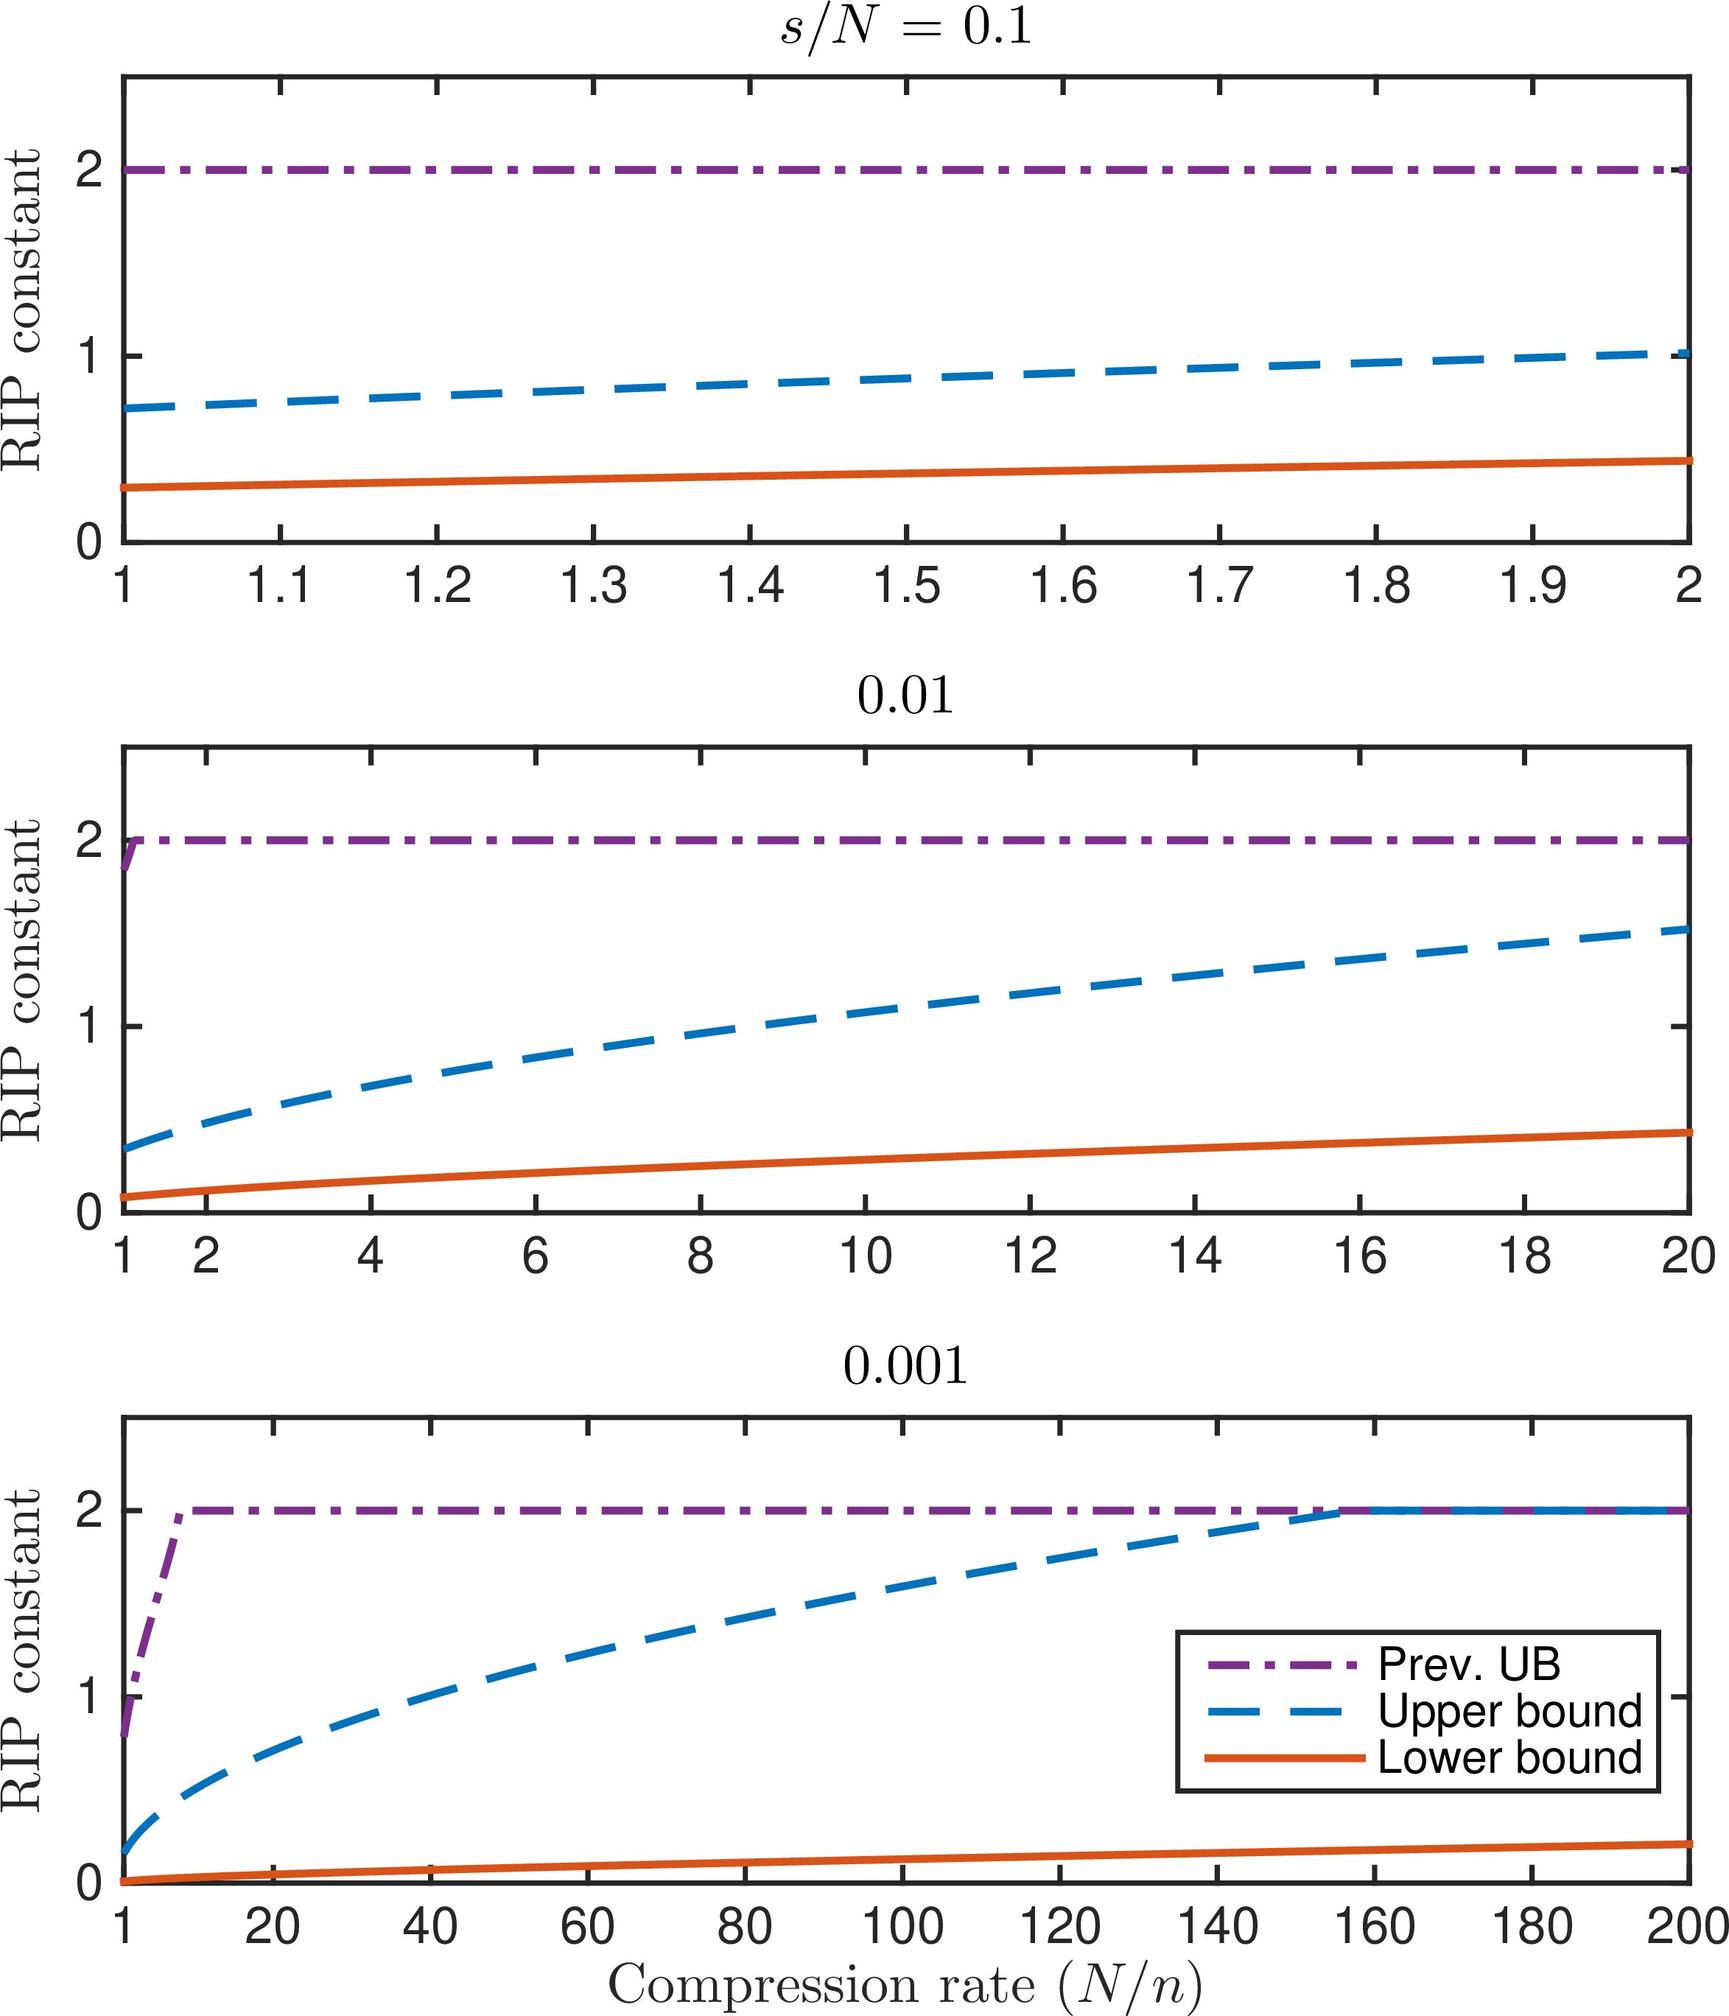 s/N = 0.1
RIP constant
2
1
0
1 1.1 1.2 1.3 1.4 1.5 1.6 1.7 1.8 1.9 2
0.01
RIP constant
2
1
0
1 2 4 6 8 10 12 14 16 18 20
0.001
RIP constant
2
1
0
Prev. UB
Upper bound
Lower bound
1 20 40 60 80 100 120 140 160 180 200
Compression rate (N/n)